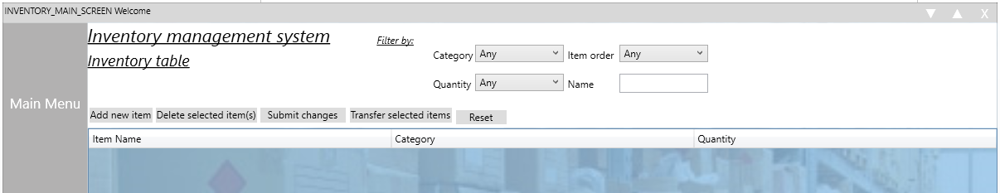 INVENTORY_MAIN_SCREEN Welcome
X
Inventory management system
Filter by:
Category Any Item order Any
Inventory table
Quantity Any Name
Main Menu
Add new item Delete selected item(s) Submit changes Transfer selected items Reset
Item Name Category Quantity